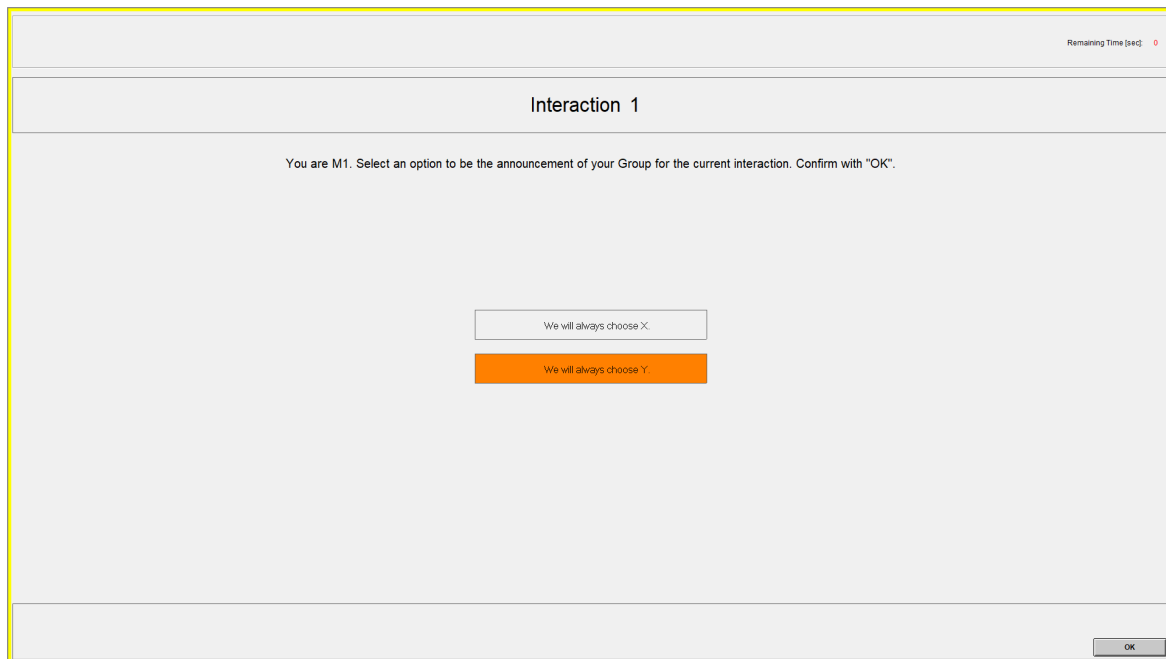 Remaining Time [sec]: 0
Interaction 1
You are M1. Select an option to be the announcement of your Group for the current interaction. Confirm with "OK".
We will always choose X.
We will always choose Y.
OK